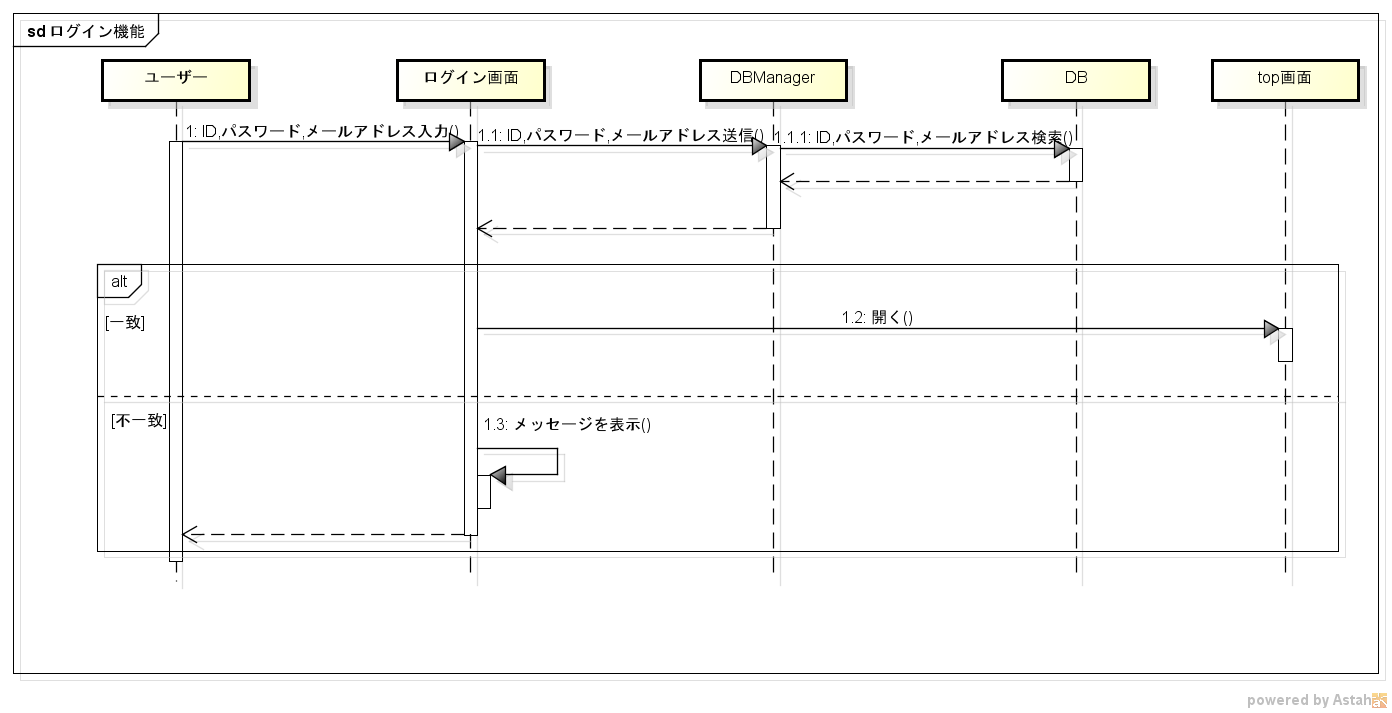 sd ログイン機能
ユーザー
ログイン画面
DBManager
DB
top画面
1: ID,パスワード,メールアドレス入力()
1.1: ID,パスワード,メールアドレス送信()
1.1.1: ID,パスワード,メールアドレス検索()
alt
[一致]
1.2: 開く()
[不一致]
1.3: メッセージを表示()
powered by Astah